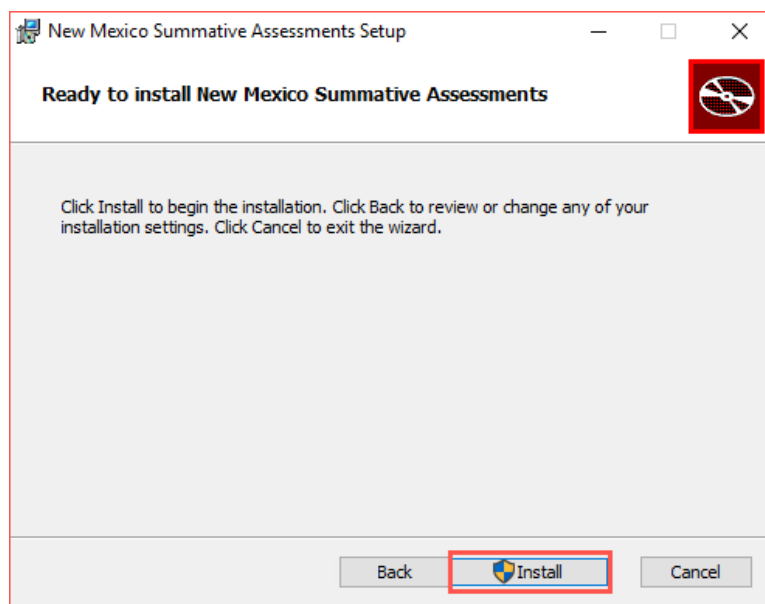 New Mexico Summative Assessments Setup
Ready to install New Mexico Summative Assessments
Click Install to begin the installation. Click Back to review or change any of your
installation settings. Click Cancel to exit the wizard.
Back Install Cancel